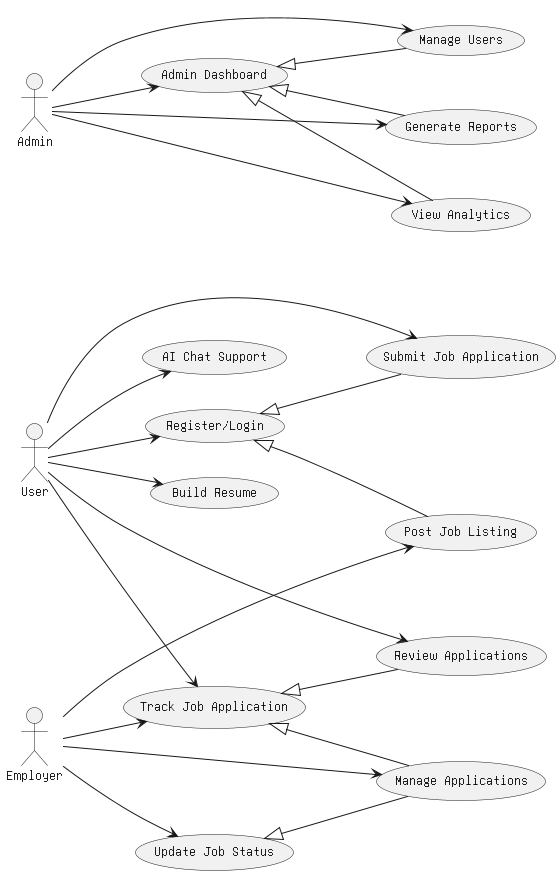 Manage Users
Admin Dashboard
Generate Reports
Admin
View Analytics
AI Chat Support
Submit Job Application
Register/Login
User
Build Resume
Post Job Listing
Review Applications
Track Job Application
Employer
Manage Applications
Update Job Status